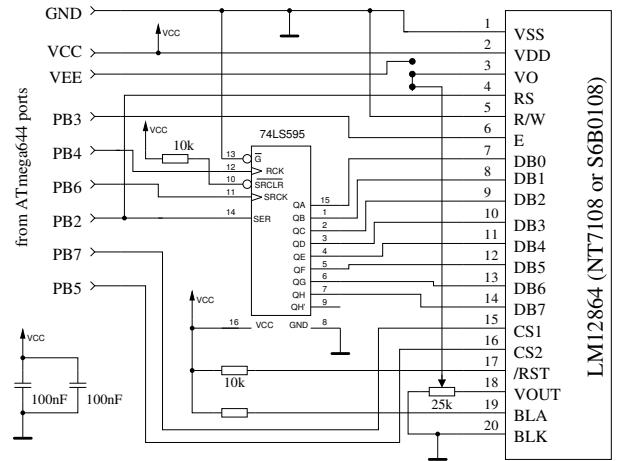 from ATmega644 ports
GND
VCC
VEE
PB3
PB4
PB6
PB2
PB7
PB5
VCC
VCC
10k
74LS595
13 G
12 RCK
10 SRCLR
11 SRCK
14 SER
QA 15
QB 1
QC 2
QD 3
QE 4
QF 5
QG 6
QH 7
QH' 9
16 VCC GND 8
VCC
10k
25k
VCC
100nF 100nF
1 VSS
2 VDD
3 VO
4 RS
5 R/W
6 E
7 DB0
8 DB1
9 DB2
10 DB3
11 DB4
12 DB5
13 DB6
14 DB7
15 CS1
16 CS2
17 /RST
18 VOUT
19 BLA
20 BLK
LM12864 (NT7108 or S6B0108)